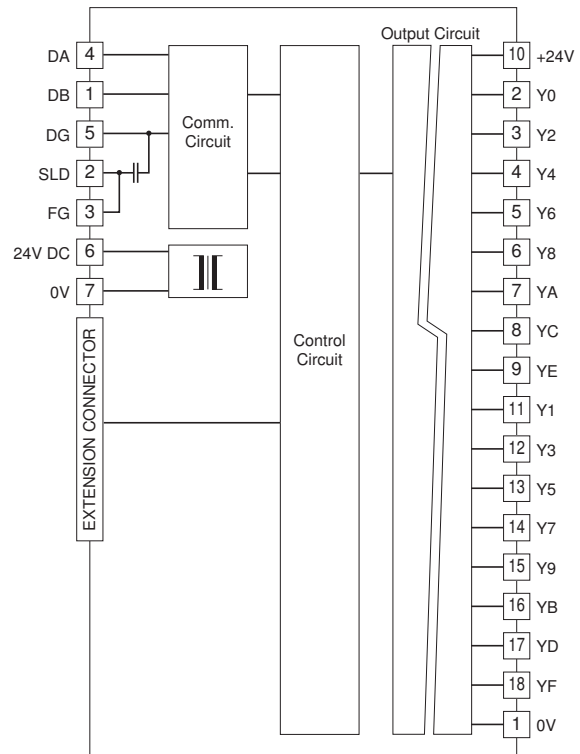 Output Circuit
DA 4
DB 1
DG 5
SLD 2
FG 3
24V DC 6
0V 7
EXTENSION CONNECTOR
Comm.
Circuit
Control
Circuit
10 +24V
2 Y0
3 Y2
4 Y4
5 Y6
6 Y8
7 YA
8 YC
9 YE
11 Y1
12 Y3
13 Y5
14 Y7
15 Y9
16 YB
17 YD
18 YF
1 0V